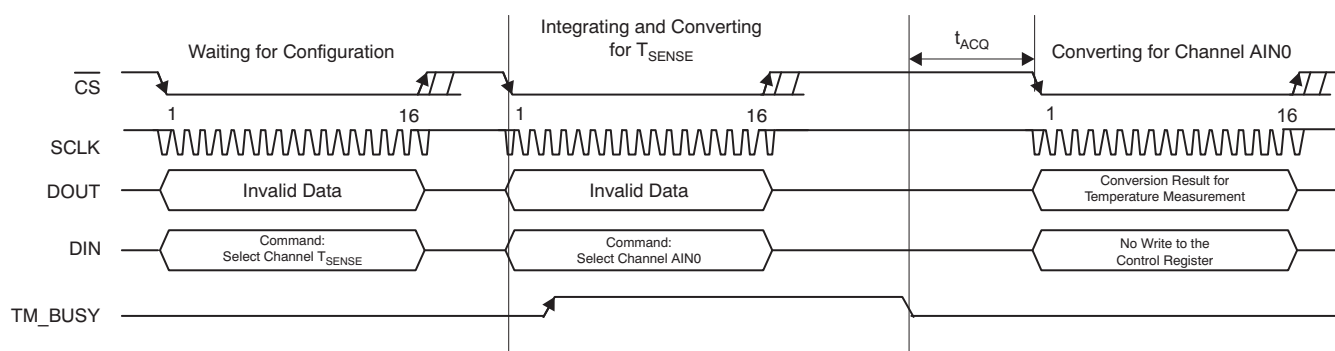 Waiting for Configuration
Integrating and Converting
for TSENSE
tACQ
Converting for Channel AIN0
CS
1 16 1 16 1 16
SCLK
DOUT
Invalid Data
Invalid Data
Conversion Result for
Temperature Measurement
DIN
Command:
Select Channel TSENSE
Command:
Select Channel AIN0
No Write to the
Control Register
TM_BUSY